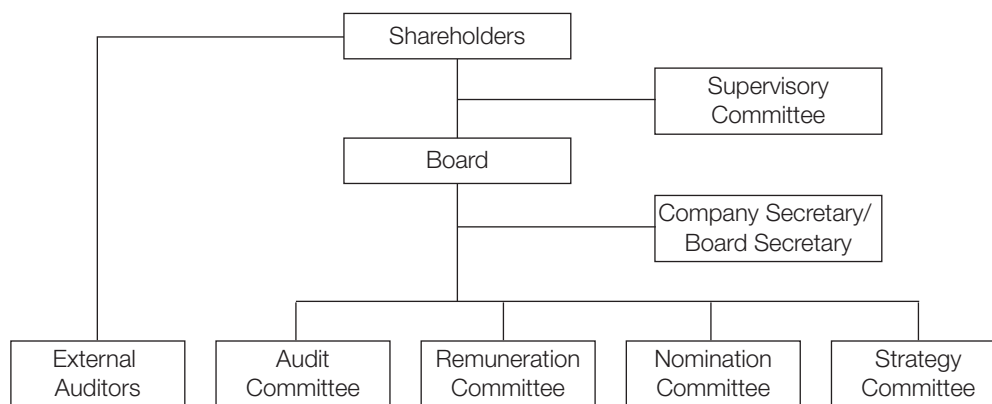 Shareholders
Supervisory
Committee
Board
Company Secretary/
Board Secretary
External
Auditors
Audit
Committee
Remuneration
Committee
Nomination
Committee
Strategy
Committee